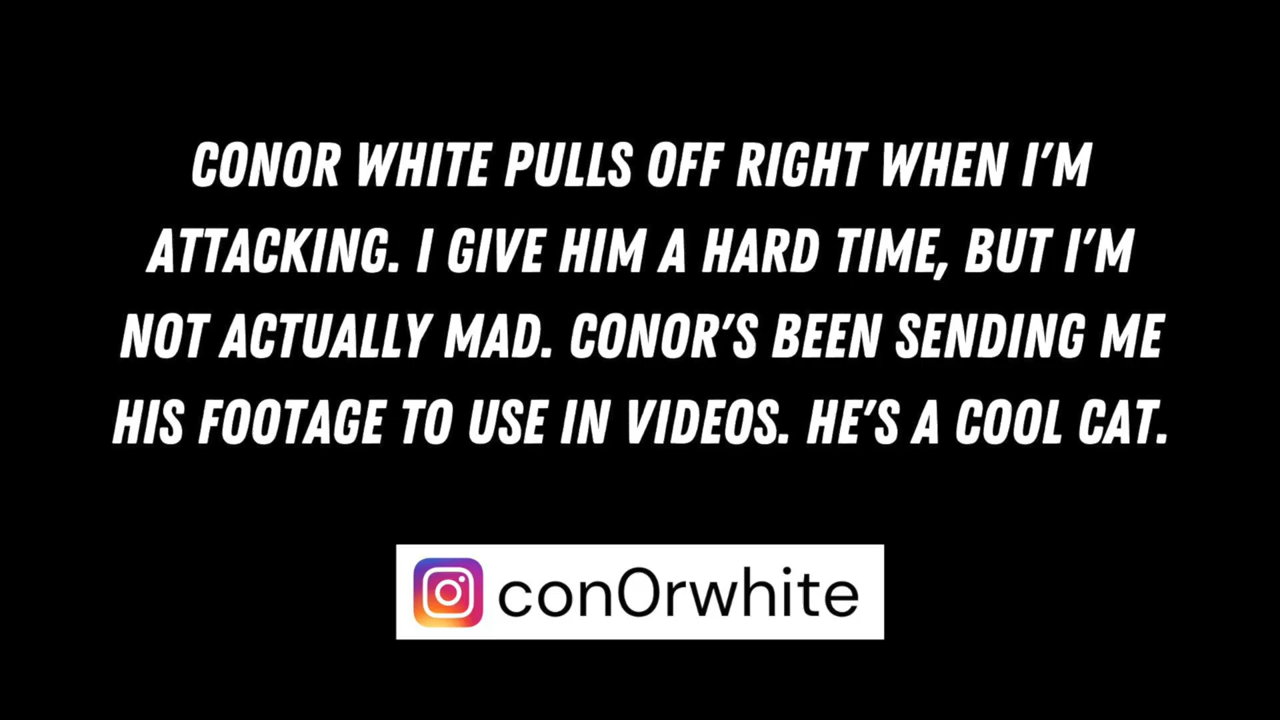 CONOR WHITE PULLS OFF RIGHT WHEN I'M
ATTACKING. I GIVE HIM A HARD TIME, BUT I'M
NOT ACTUALLY MAD. CONOR'S BEEN SENDING ME
HIS FOOTAGE TO USE IN VIDEOS. HE'S A COOL CAT.
con0rwhite